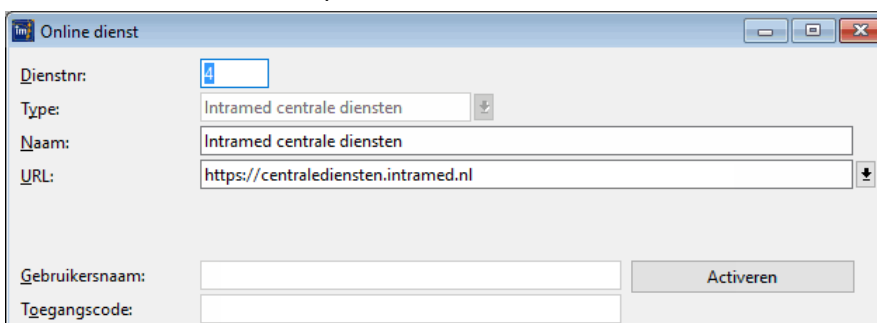 Online dienst
Dienstnr: 4
Type: Intramed centrale diensten
Naam: Intramed centrale diensten
URL: https://centralediensten.intramed.nl
Gebruikersnaam: Activeren
Toegangscode: